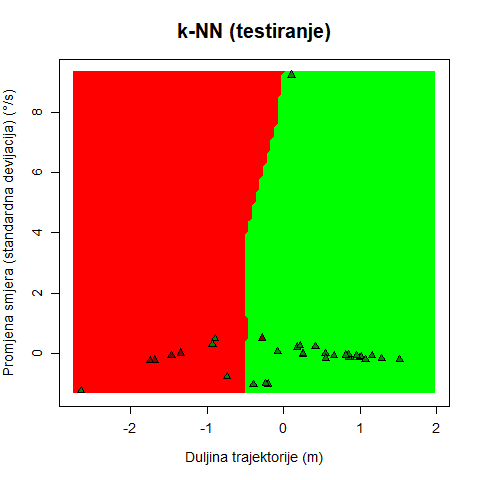 k-NN (testiranje)
Promjena smjera (standardna devijacija) (°/s)
8
6
4
2
0
-2 -1 0 1 2
Duljina trajektorije (m)